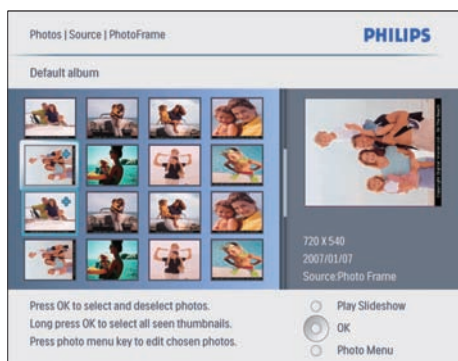 Photos | Source | PhotoFrame
PHILIPS
Default album
720 X 540
2007/01/07
Source:Photo Frame
Press OK to select and deselect photos.
Long press OK to select all seen thumbnails.
Press photo menu key to edit chosen photos.
Play Slideshow
OK
Photo Menu